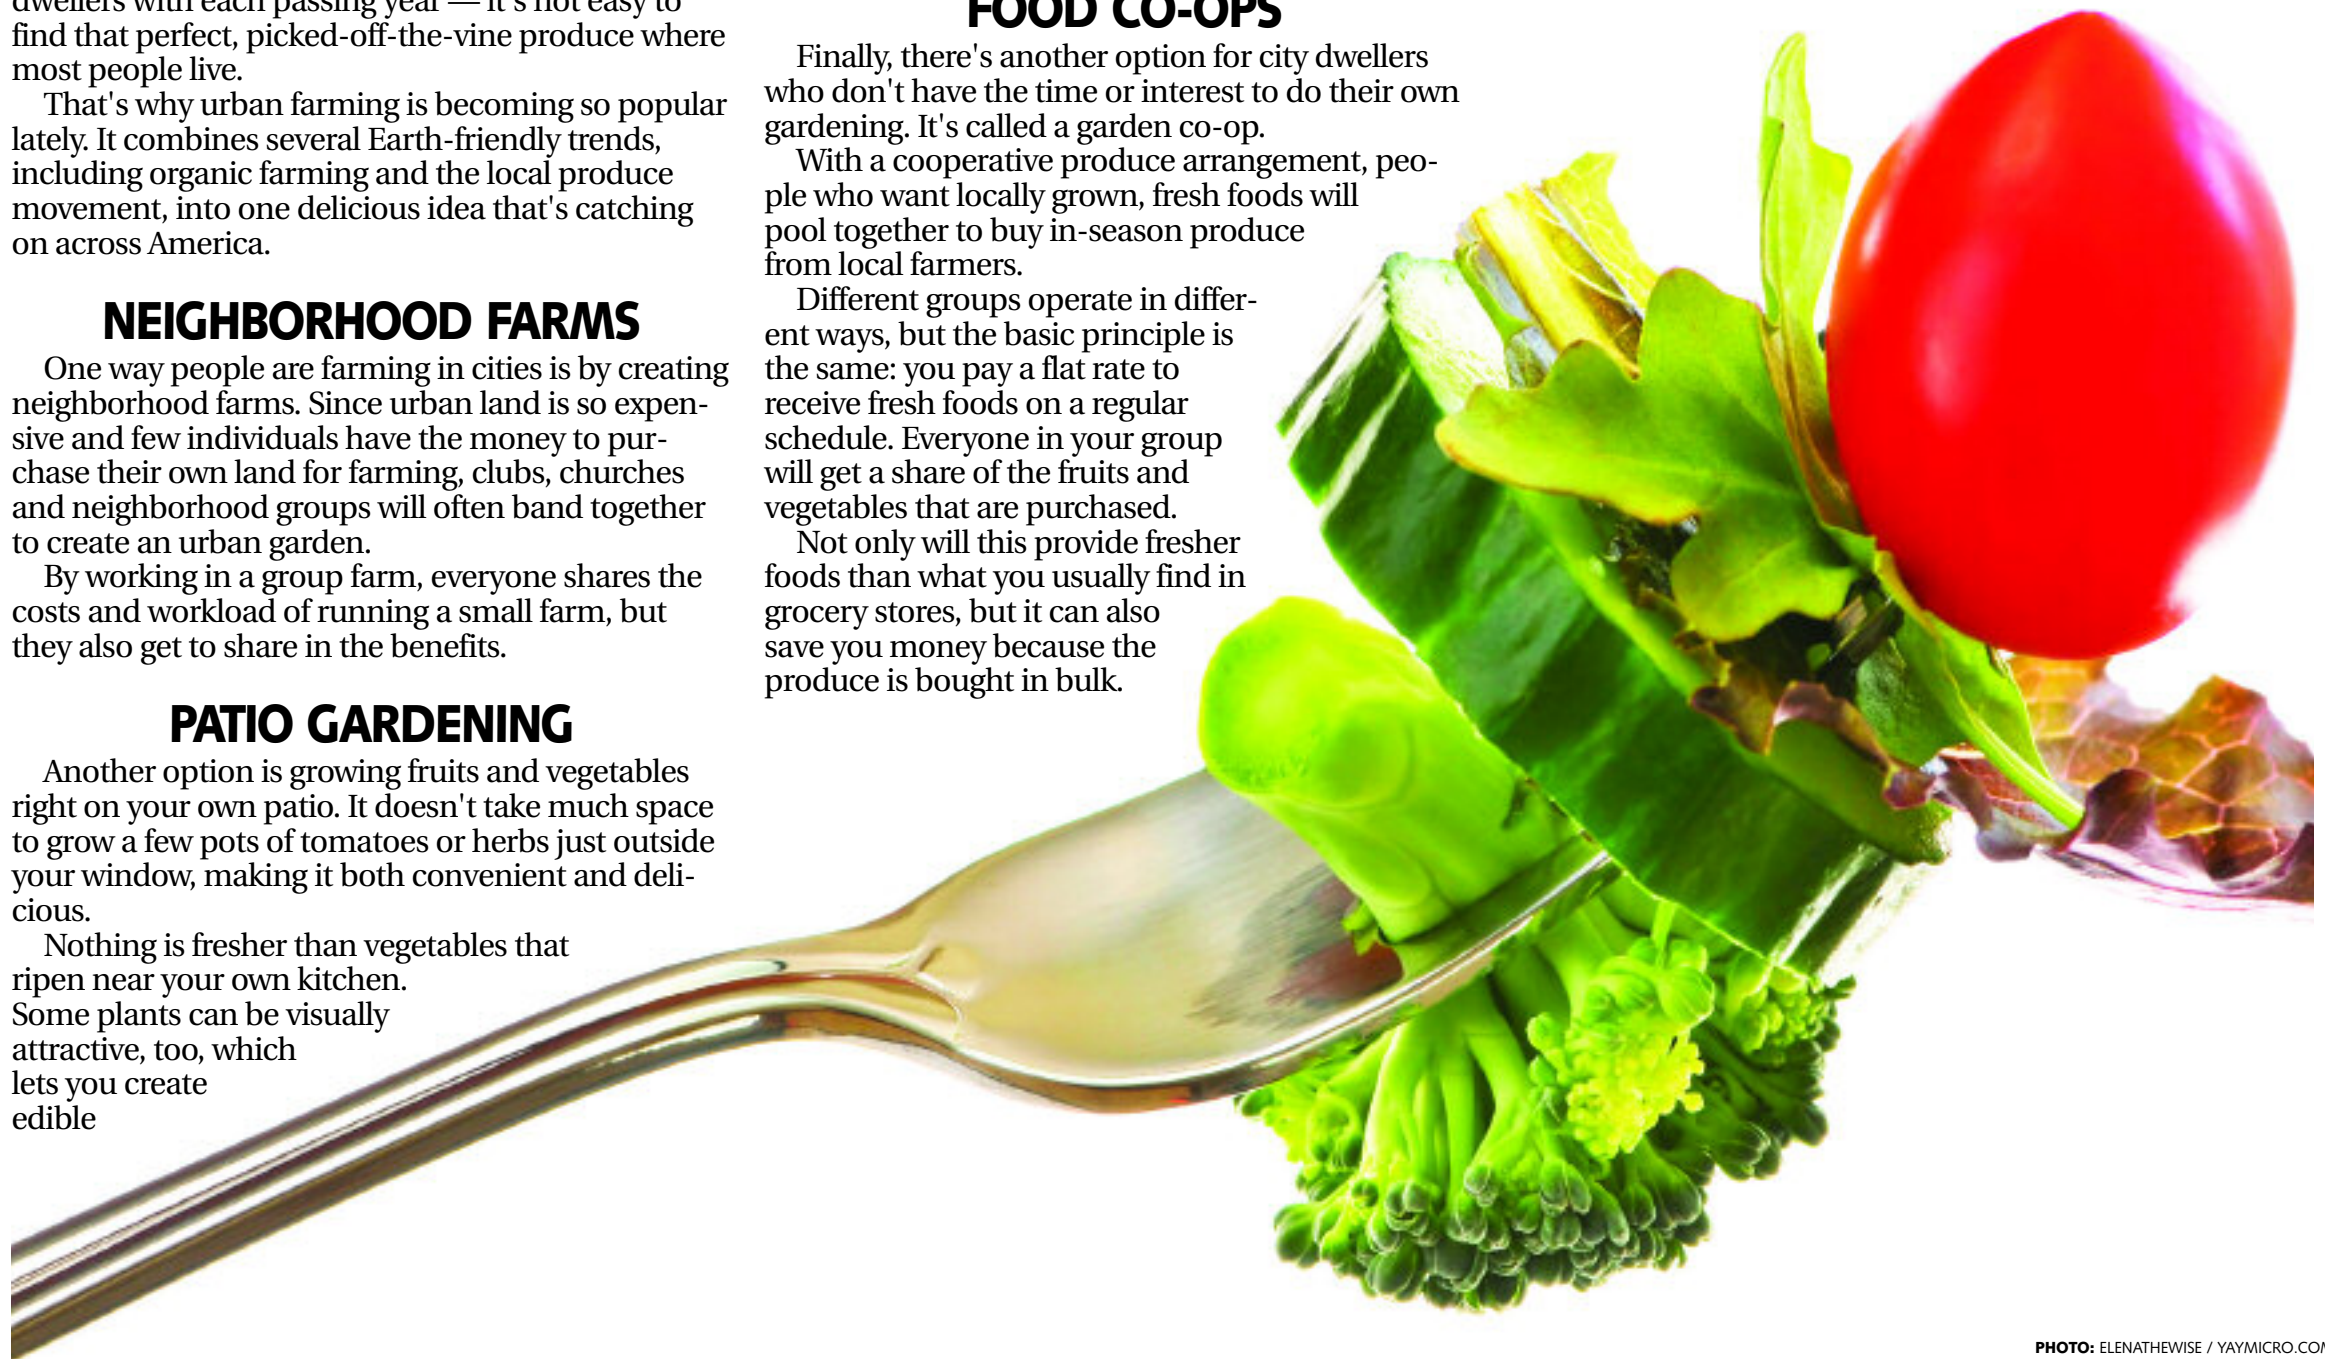 dwellers with each passing year — it's not easy to
find that perfect, picked-off-the-vine produce where
most people live.
That's why urban farming is becoming so popular
lately. It combines several Earth-friendly trends,
including organic farming and the local produce
movement, into one delicious idea that's catching
on across America.
NEIGHBORHOOD FARMS
One way people are farming in cities is by creating
neighborhood farms. Since urban land is so expen-
sive and few individuals have the money to pur-
chase their own land for farming, clubs, churches
and neighborhood groups will often band together
to create an urban garden.
By working in a group farm, everyone shares the
costs and workload of running a small farm, but
they also get to share in the benefits.
PATIO GARDENING
Another option is growing fruits and vegetables
right on your own patio. It doesn't take much space
to grow a few pots of tomatoes or herbs just outside
your window, making it both convenient and deli-
cious.
Nothing is fresher than vegetables that
ripen near your own kitchen.
Some plants can be visually
attractive, too, which
lets you create
edible
FOOD CO-OPS
Finally, there's another option for city dwellers
who don't have the time or interest to do their own
gardening. It's called a garden co-op.
With a cooperative produce arrangement, peo-
ple who want locally grown, fresh foods will
pool together to buy in-season produce
from local farmers.
Different groups operate in differ-
ent ways, but the basic principle is
the same: you pay a flat rate to
receive fresh foods on a regular
schedule. Everyone in your group
will get a share of the fruits and
vegetables that are purchased.
Not only will this provide fresher
foods than what you usually find in
grocery stores, but it can also
save you money because the
produce is bought in bulk.
PHOTO: ELENATHEWISE / YAYMICRO.COM